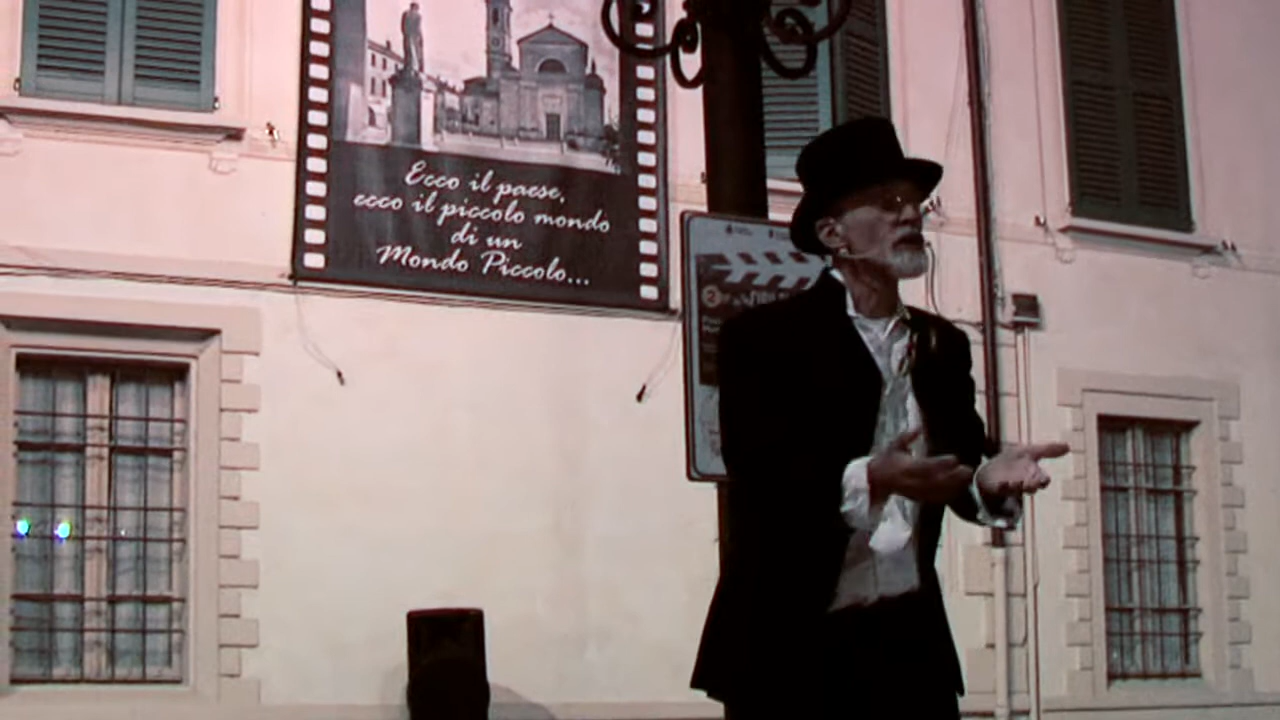 Ecco il paese,
ecco il piccolo mondo
di un
Mondo Piccolo...